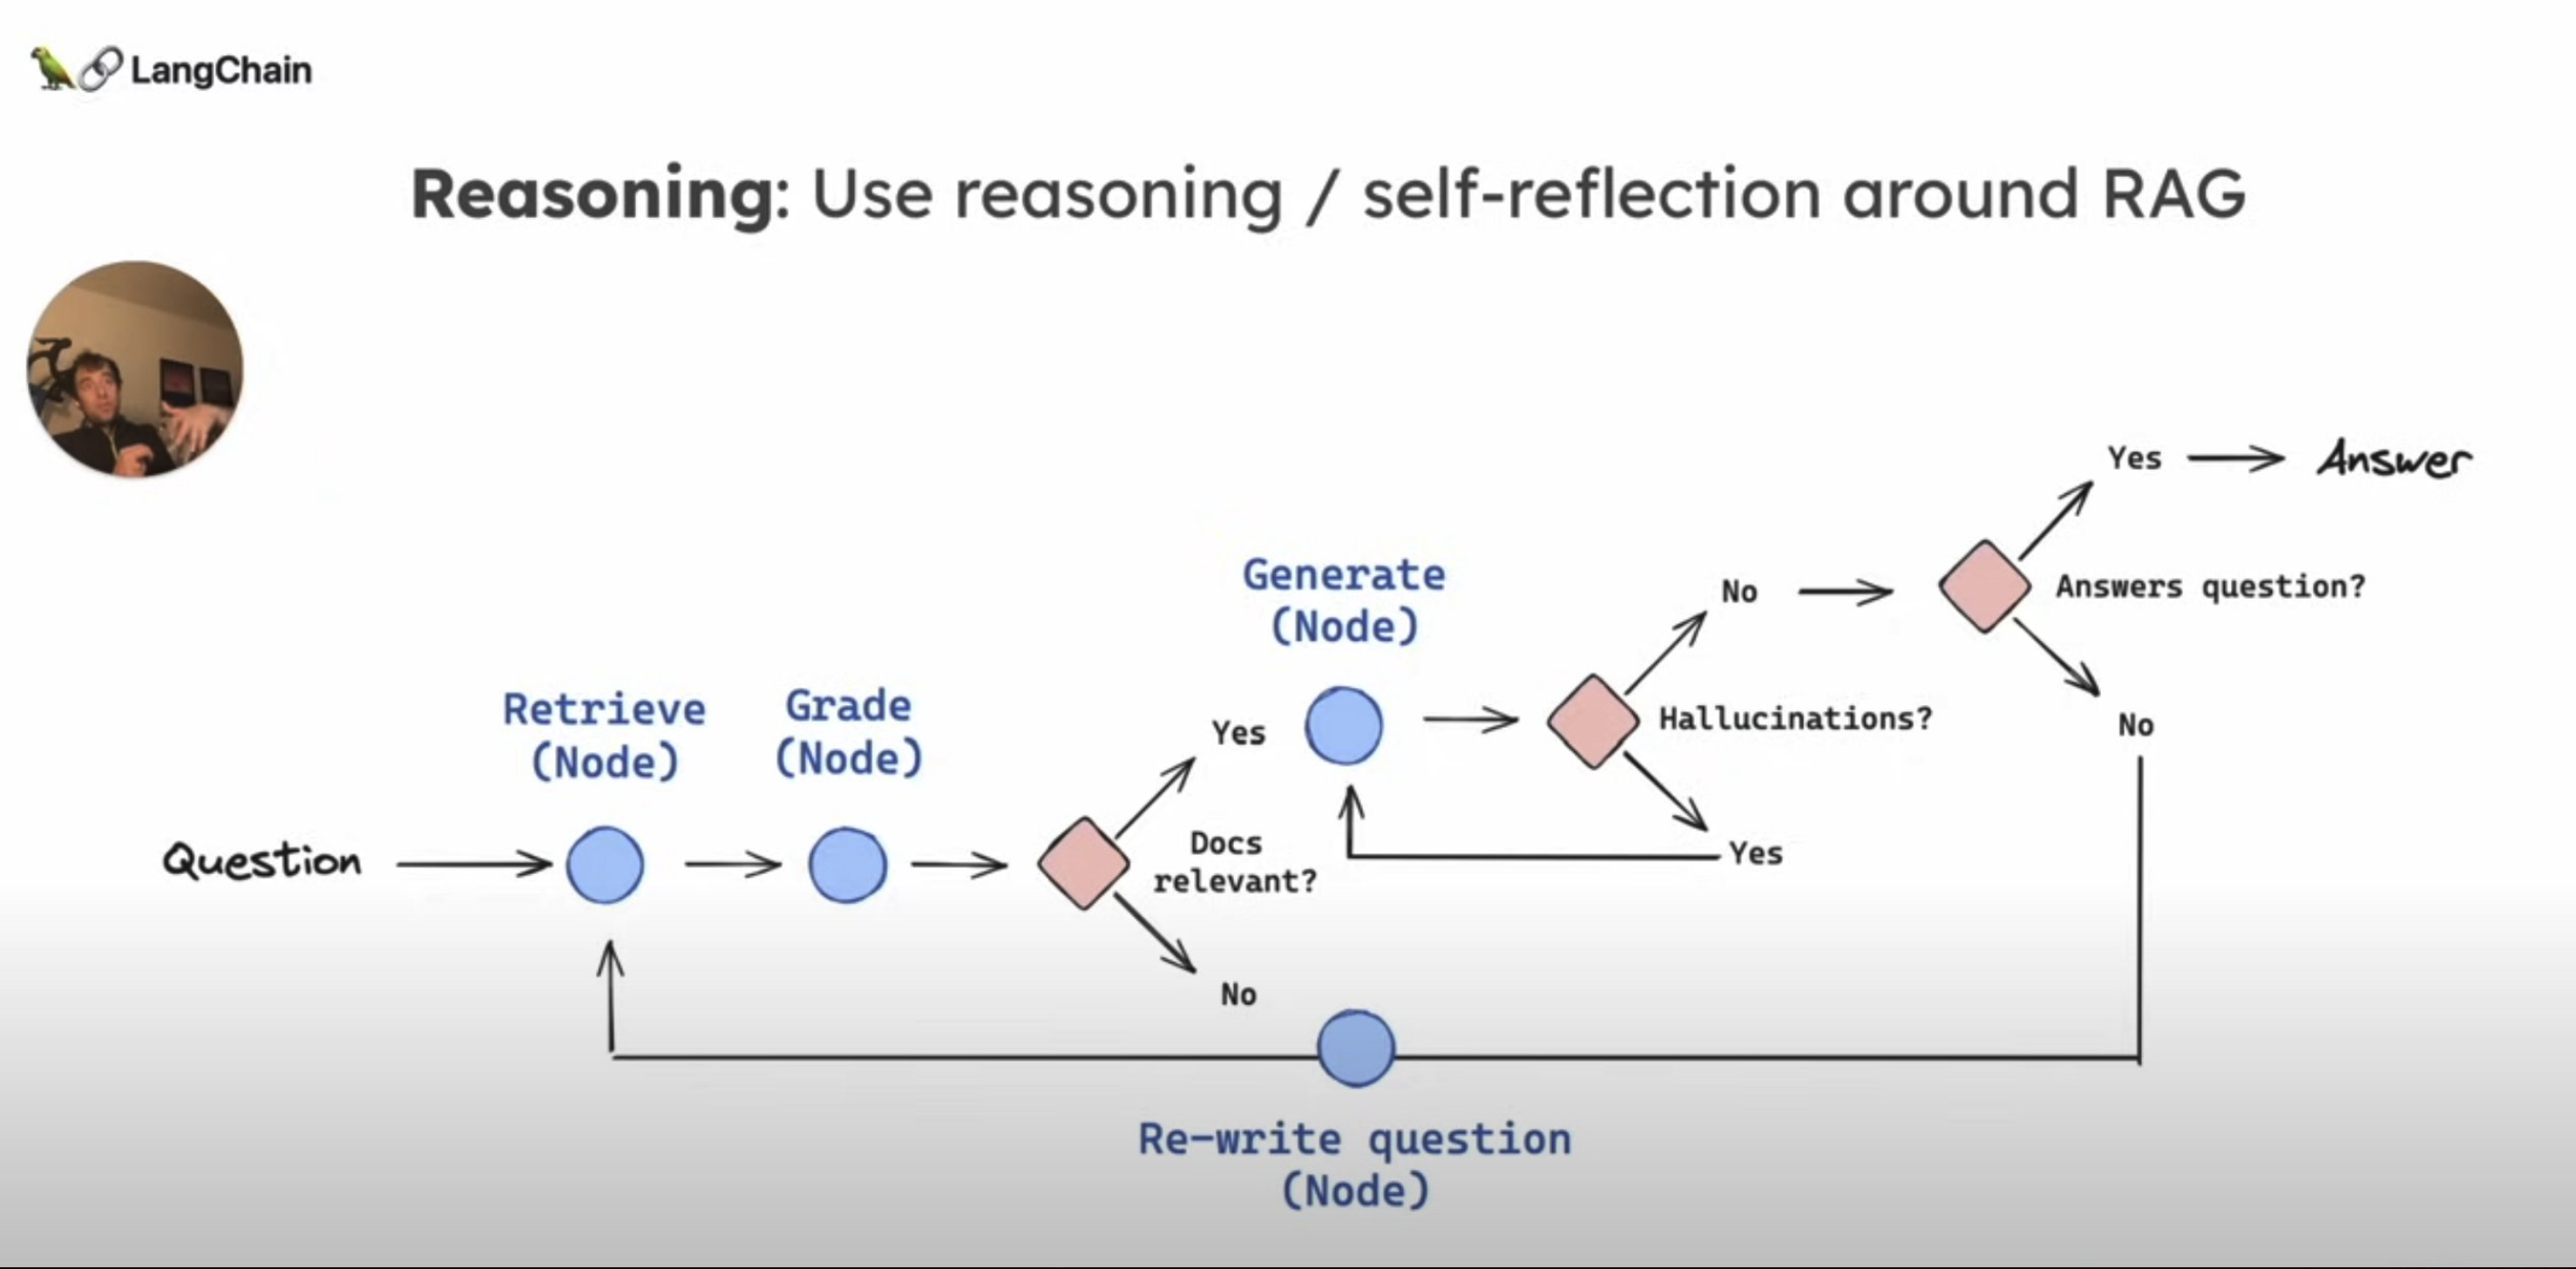 LangChain
Reasoning: Use reasoning / self-reflection around RAG
Yes
Answer
Generate
(Node)
No
Answers question?
Retrieve
(Node)
Grade
(Node)
Yes
Hallucinations?
No
Question
Docs
relevant?
Yes
No
Re-write question
(Node)